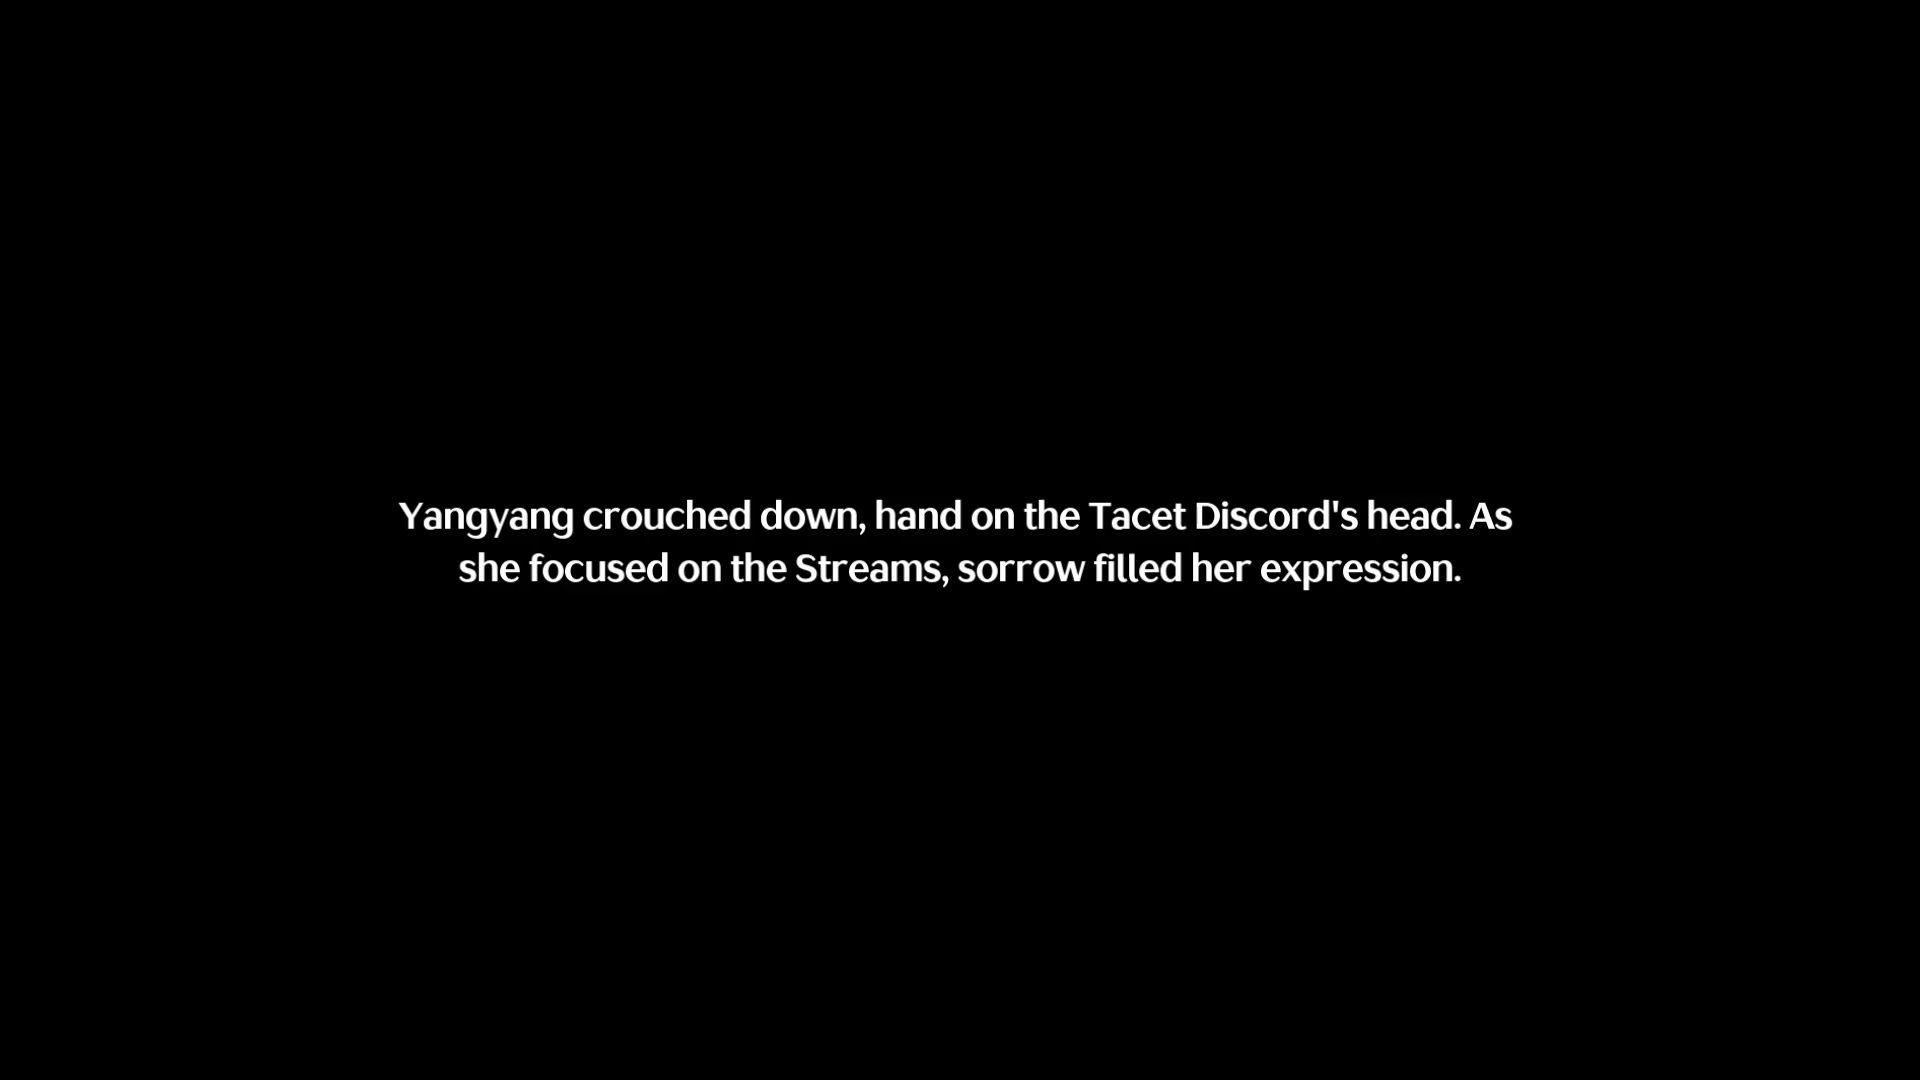 Yangyang crouched down, hand on the Tacet Discord's head. As
she focused on the Streams, sorrow filled her expression.